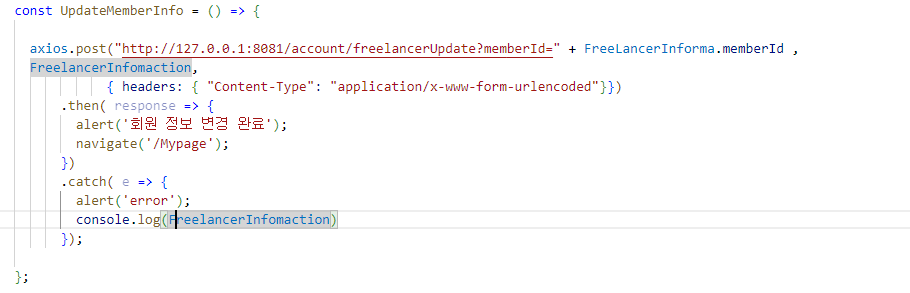 const UpdateMemberInfo = () => {
axios.post("http://127.0.0.1:8081/account/freelancerUpdate?memberId=" + FreeLancerInforma.memberId ,
FreelancerInfomaction,
{ headers: { "Content-Type": "application/x-www-form-urlencoded"}})
.then( response => {
alert('회원 정보 변경 완료');
navigate('/Mypage');
})
.catch( e => {
alert('error');
console.log(FreelancerInfomaction)
});
};